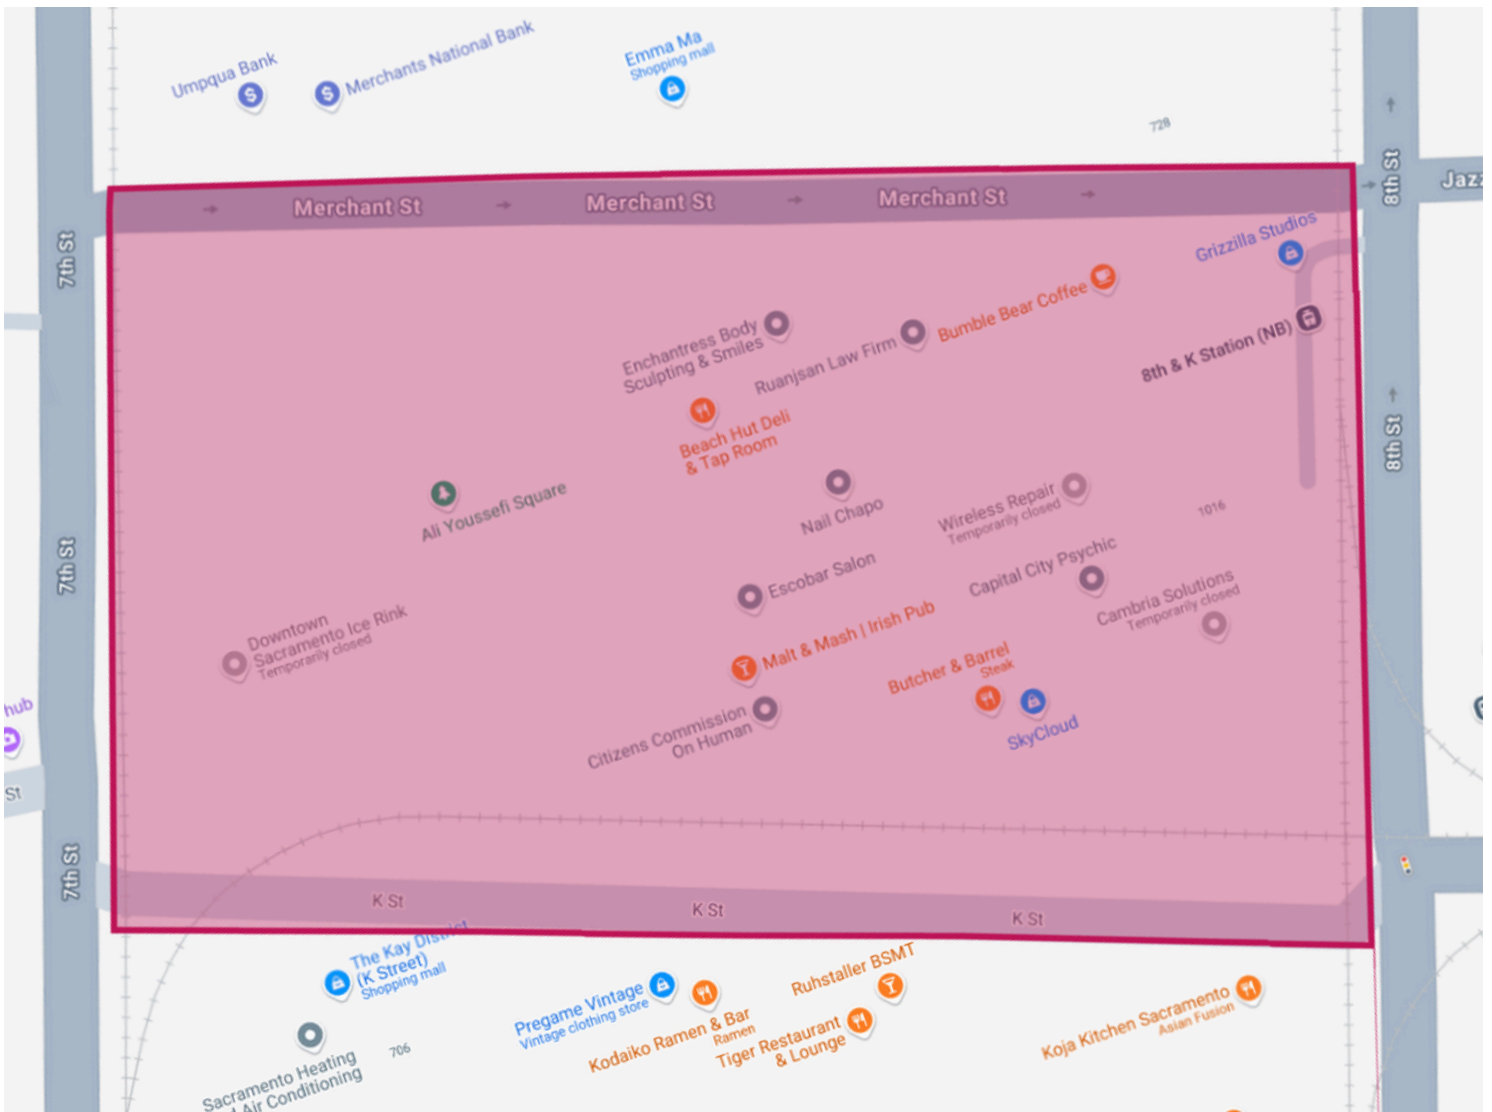 Umpqua Bank
Merchants National Bank
Emma Ma
Shopping mall
728
8th St
Merchant St
Merchant St
Merchant St
7th St
Grizzilla Studios
Bumble Bear Coffee
Enchantress Body
Sculpting & Smiles
Ruanjsan Law Firm
8th & K Station (NB)
Beach Hut Deli
& Tap Room
8th St
Ali Youssefi Square
Nail Chapo
Wireless Repair
Temporarily closed
1016
7th St
Escobar Salon
Capital City Psychic
Cambria Solutions
Temporarily closed
Downtown
Sacramento Ice Rink
Temporarily closed
Malt & Mash | Irish Pub
Butcher & Barrel
Steak
hub
Citizens Commission
On Human
SkyCloud
St
7th St
K St
K St
K St
The Kay District
(K Street)
Shopping mall
Pregame Vintage
Vintage clothing store
Kodaiko Ramen & Bar
Ramen
Ruhstaller BSMT
Tiger Restaurant
& Lounge
Koja Kitchen Sacramento
Asian Fusion
706
Sacramento Heating
Air Conditioning